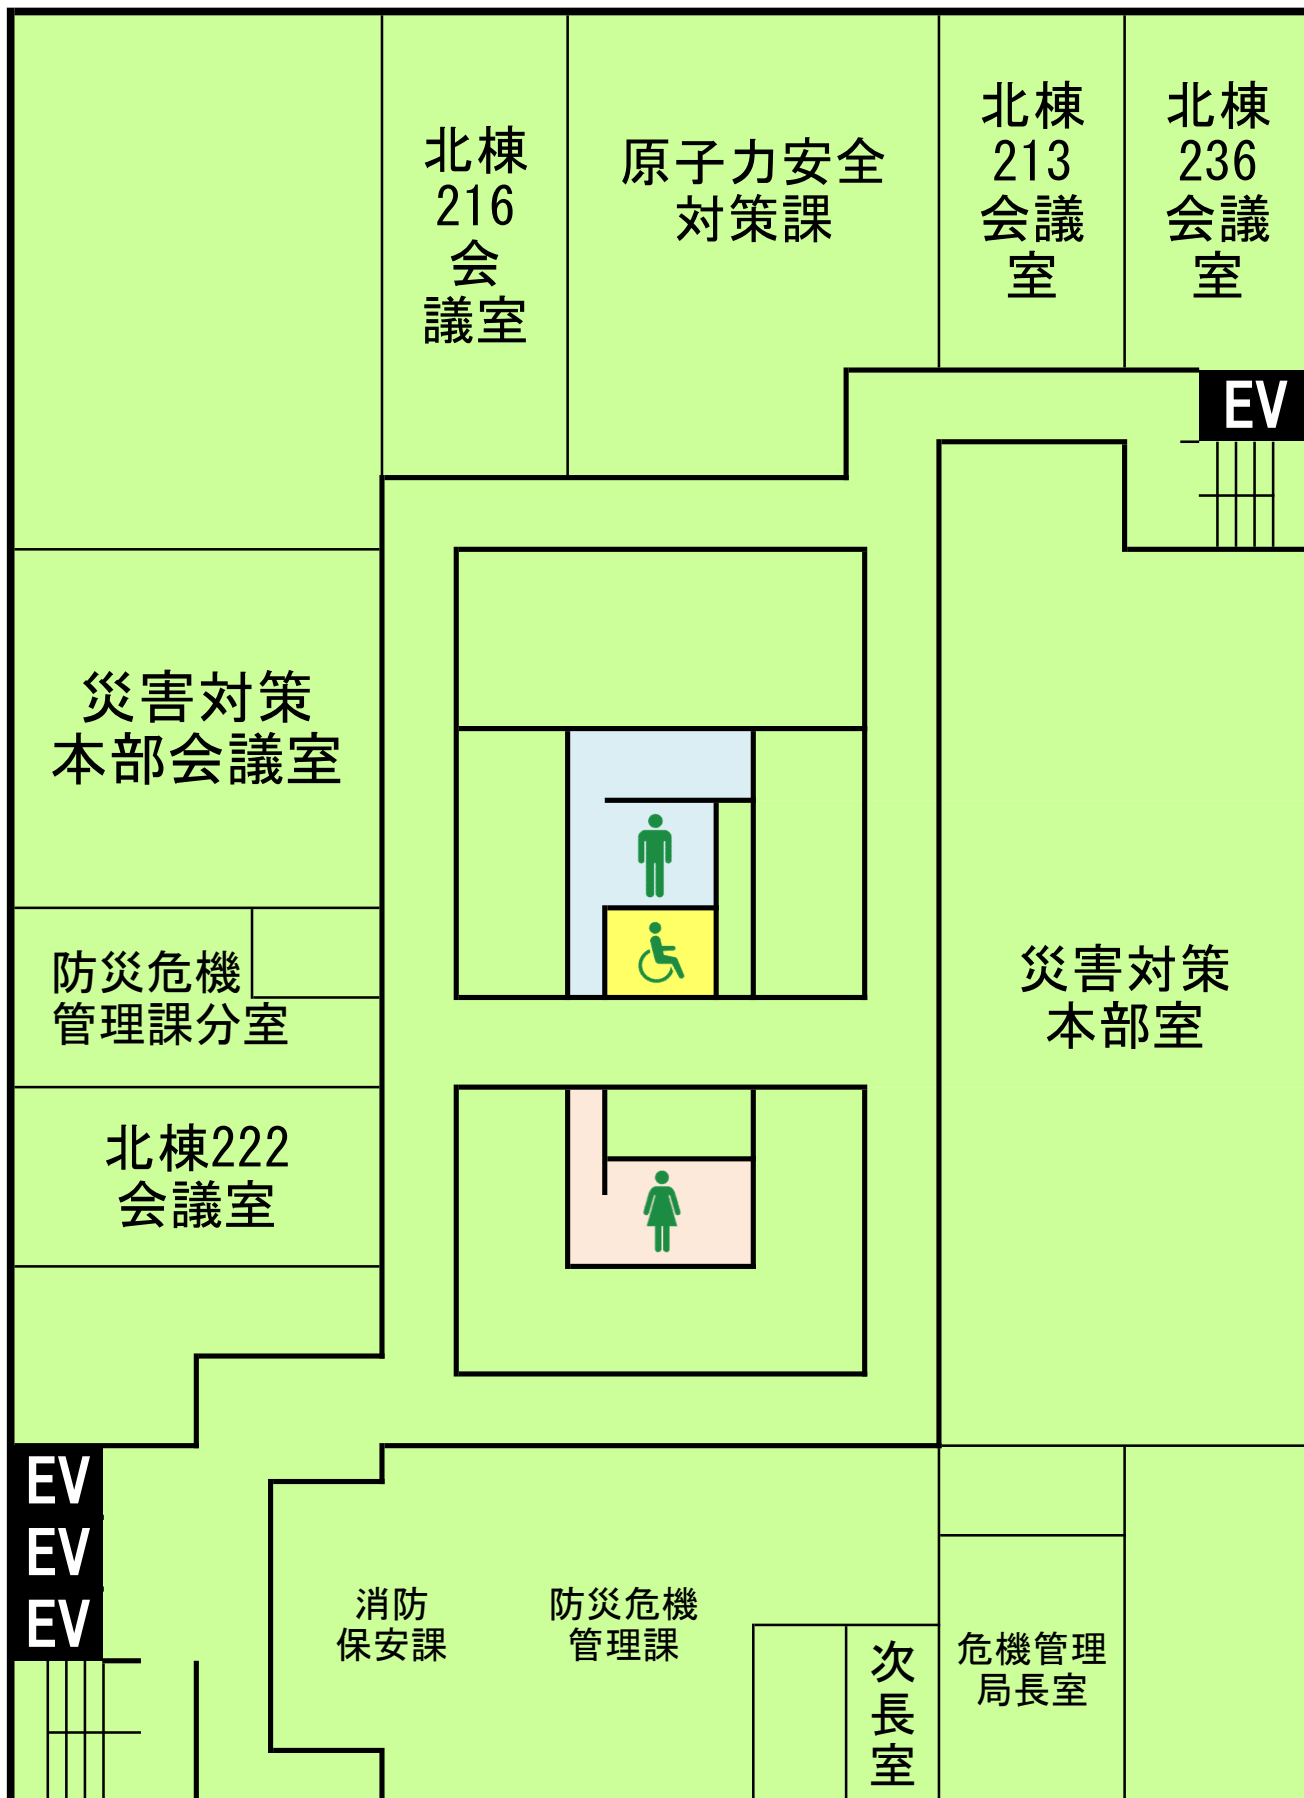 北棟
216
会
議室
原子力安全
対策課
北棟
213
会議
室
北棟
236
会議
室
EV
災害対策
本部会議室
防災危機
管理課分室
災害対策
本部室
北棟222
会議室
EV
EV
EV
消防
保安課
防災危機
管理課
次
長
室
危機管理
局長室